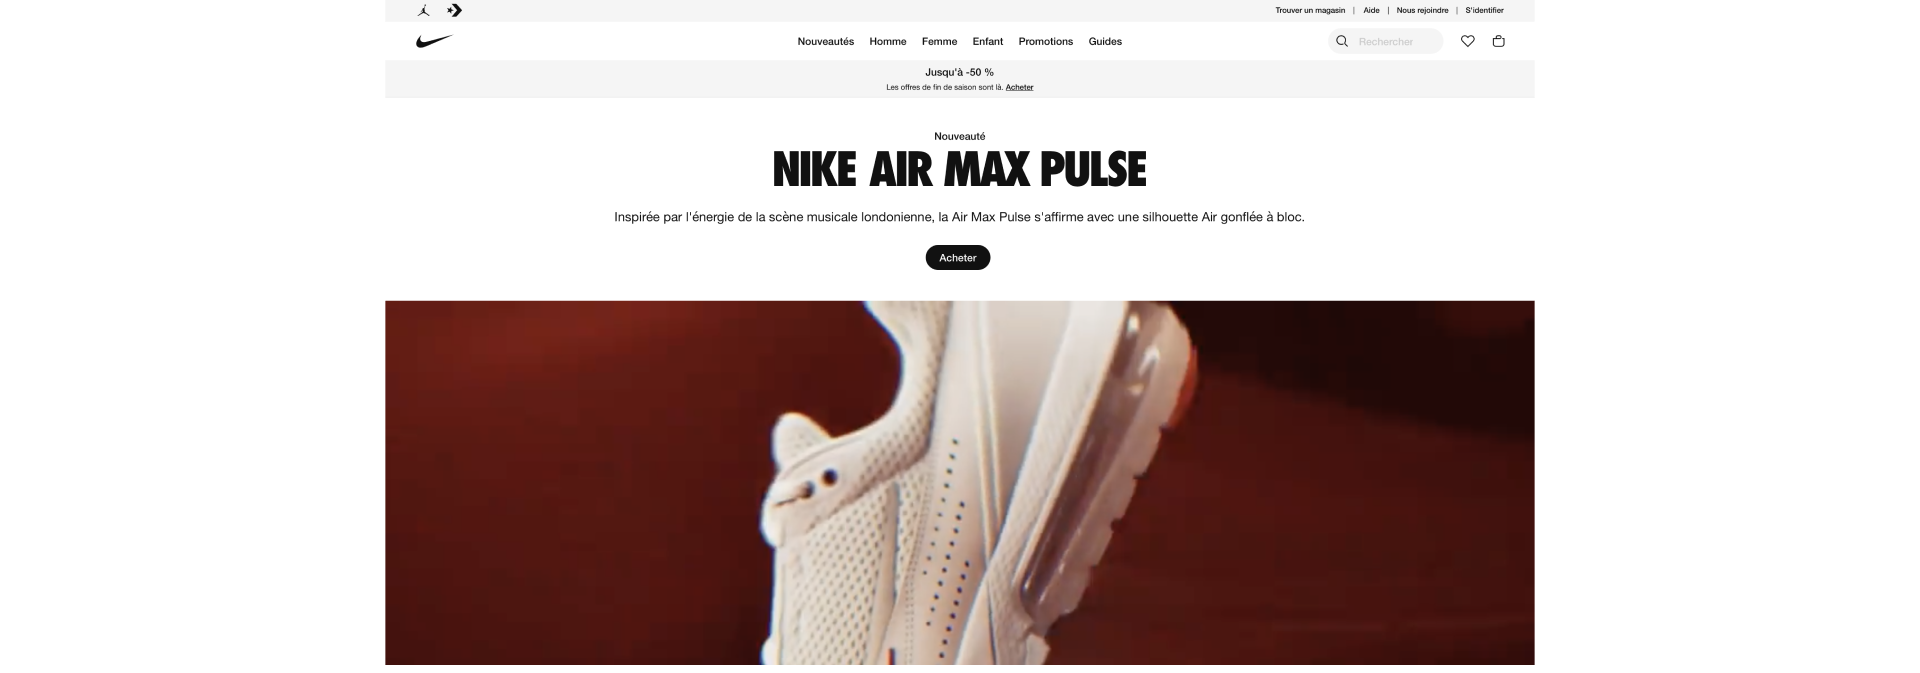 Trouver un magasin | Aide | Nous rejoindre | S'identifier
Nouveautés Homme Femme Enfant Promotions Guides Rechercher
Jusqu'à -50 %
Les offres de fin de saison sont là. Acheter
Nouveauté
NIKE AIR MAX PULSE
Inspirée par l'énergie de la scène musicale londonienne, la Air Max Pulse s'affirme avec une silhouette Air gonflée à bloc.
Acheter